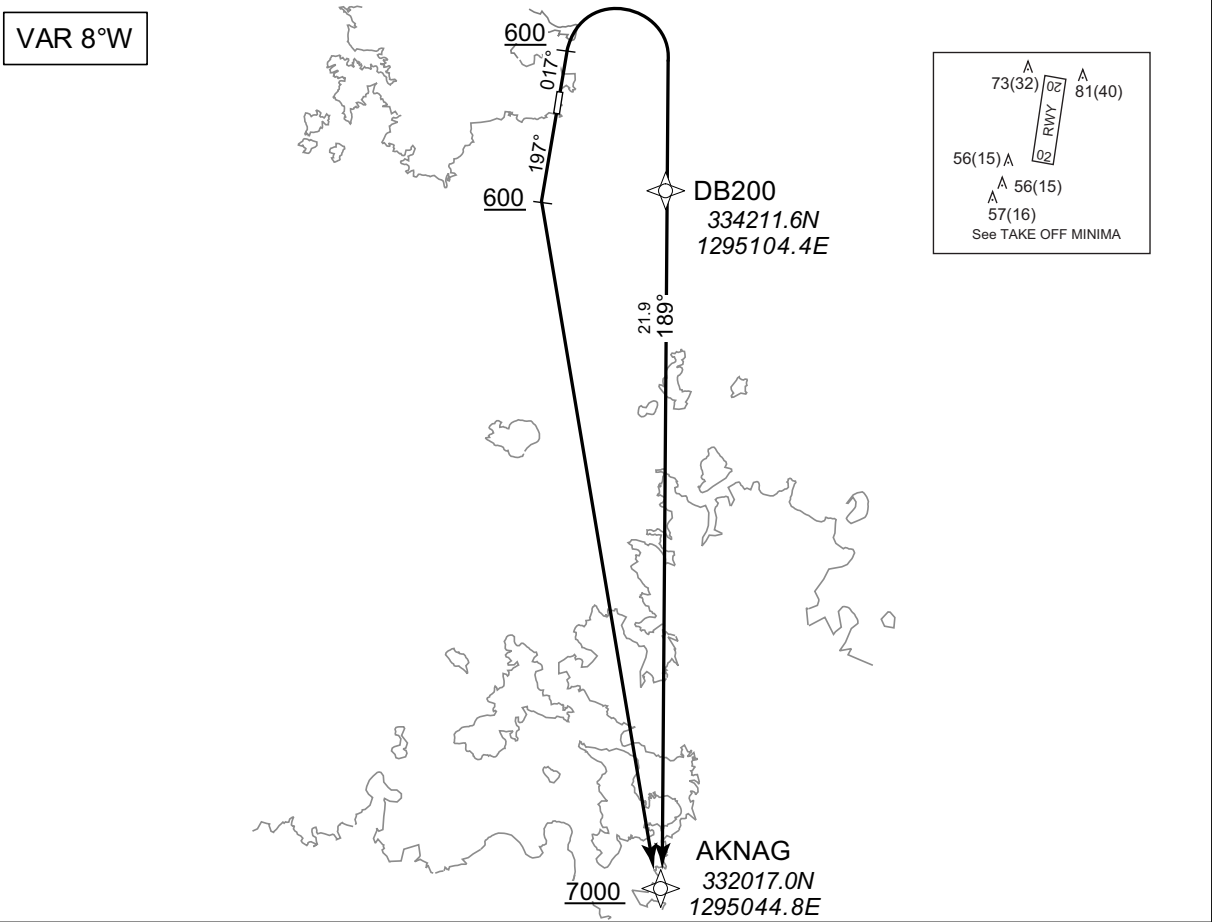 VAR 8°W
600
017°
197°
600
DB200
334211.6N
1295104.4E
21.9
189°
73(32)
20
81(40)
RWY
02
56(15)
56(15)
57(16)
See TAKE OFF MINIMA
AKNAG
332017.0N
1295044.8E
7000